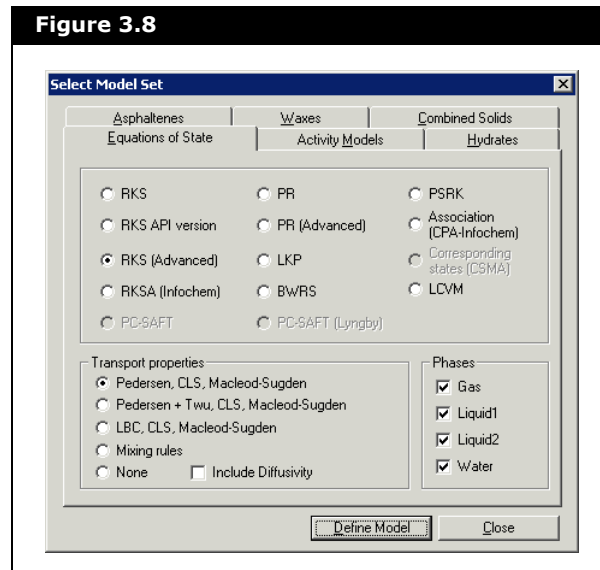 Figure 3.8
Select Model Set
Asphaltenes
Waxes
Combined Solids
Equations of State
Activity Models
Hydrates
RKS
PR
PSRK
RKS API version
PR (Advanced)
Association
(CPA-Infochem)
RKS (Advanced)
LKP
Corresponding
states (CSMA)
RKSA (Infochem)
BWRS
LCVM
PC-SAFT
PC-SAFT (Lyngby)
Transport properties
Pedersen, CLS, Macleod-Sugden
Pedersen + Twu, CLS, Macleod-Sugden
LBC, CLS, Macleod-Sugden
Mixing rules
None
Include Diffusivity
Phases
Gas
Liquid1
Liquid2
Water
Define Model
Close